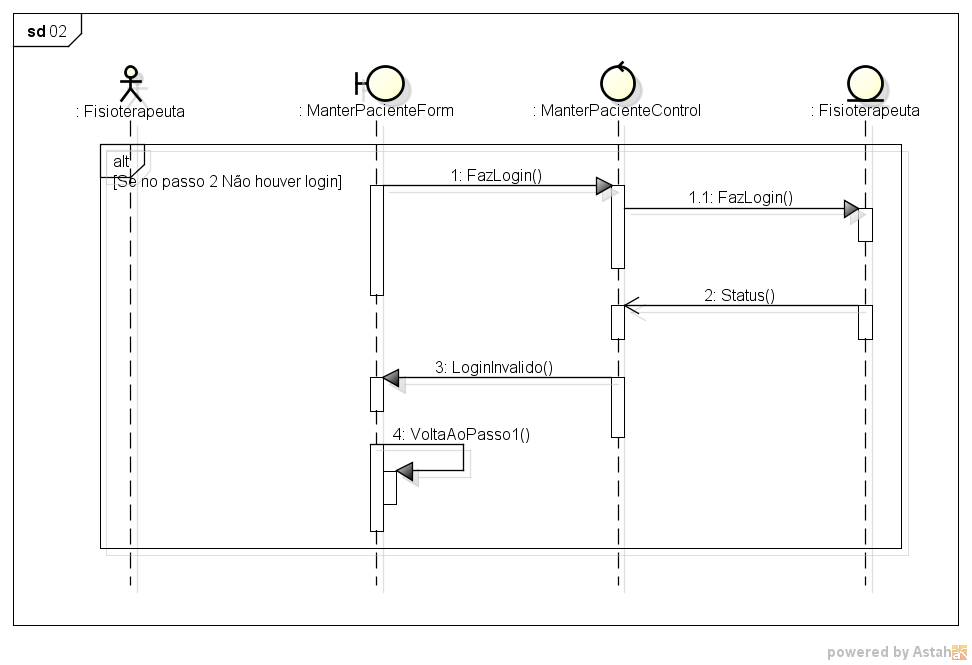 sd 02
: Fisioterapeuta
: ManterPacienteForm
: ManterPacienteControl
: Fisioterapeuta
alt
[Se no passo 2 Não houver login]
1: FazLogin()
1.1: FazLogin()
2: Status()
3: LoginInvalido()
4: VoltaAoPasso1()
powered by Astah